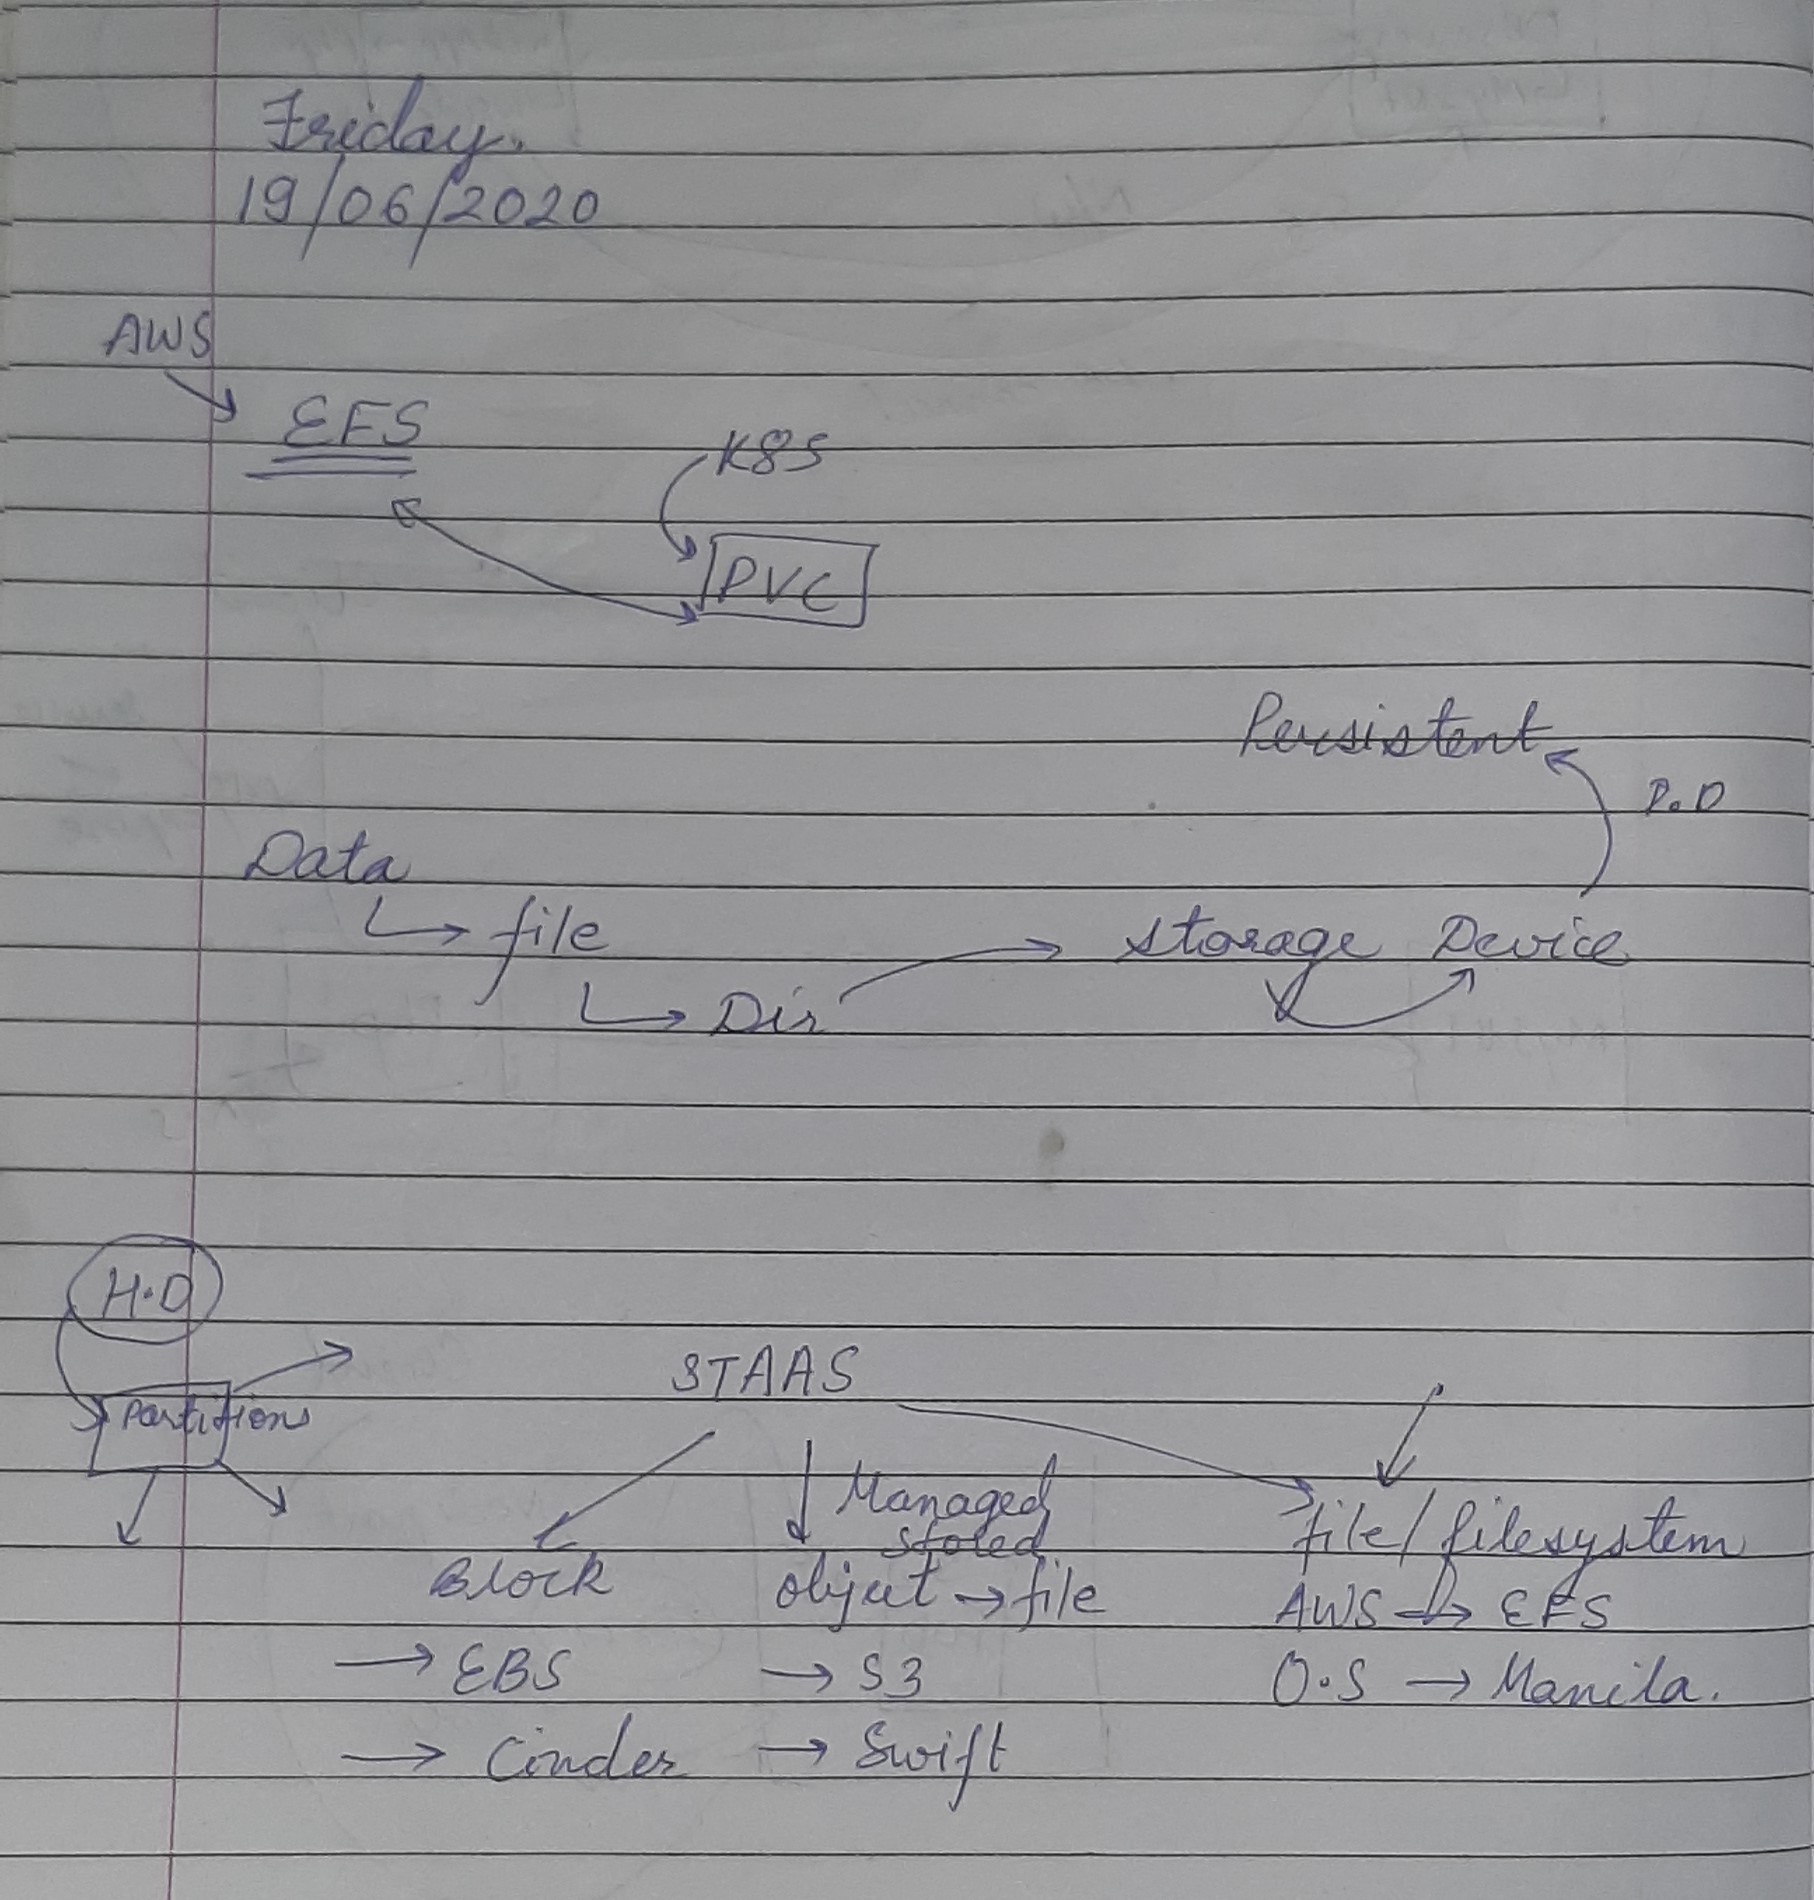 Friday.
19/06/2020
AWS
EFS
K8S
PVC
Persistent
P.D
Data
→ file
→ Dir → Storage Device
H.D
STAAS
Partitions
Managed
stored
file/filesystem
Block
object → file
AWS → EFS
→ EBS
→ S3
O.S → Manila.
→ Cinder
→ Swift